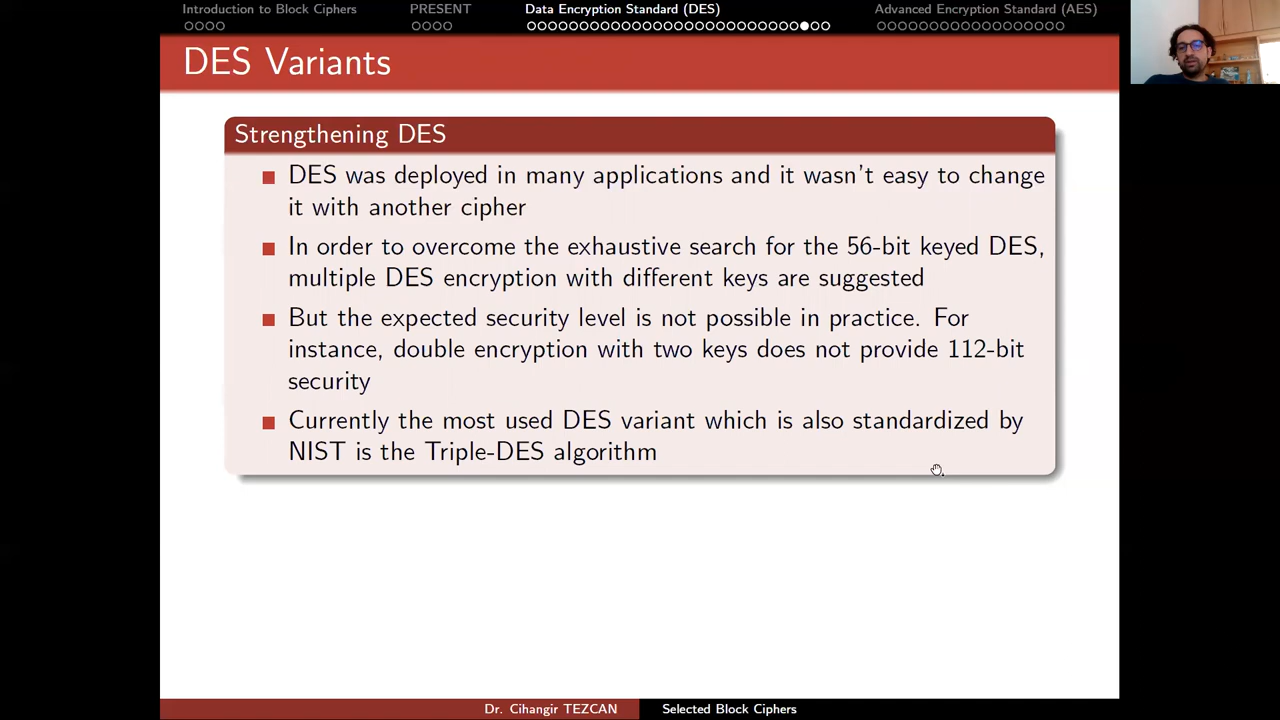 Introduction to Block Ciphers
PRESENT
Data Encryption Standard (DES)
Advanced Encryption Standard (AES)
DES Variants
Strengthening DES
DES was deployed in many applications and it wasn't easy to change
it with another cipher
In order to overcome the exhaustive search for the 56-bit keyed DES,
multiple DES encryption with different keys are suggested
But the expected security level is not possible in practice. For
instance, double encryption with two keys does not provide 112-bit
security
Currently the most used DES variant which is also standardized by
NIST is the Triple-DES algorithm
Dr. Cihangir TEZCAN
Selected Block Ciphers